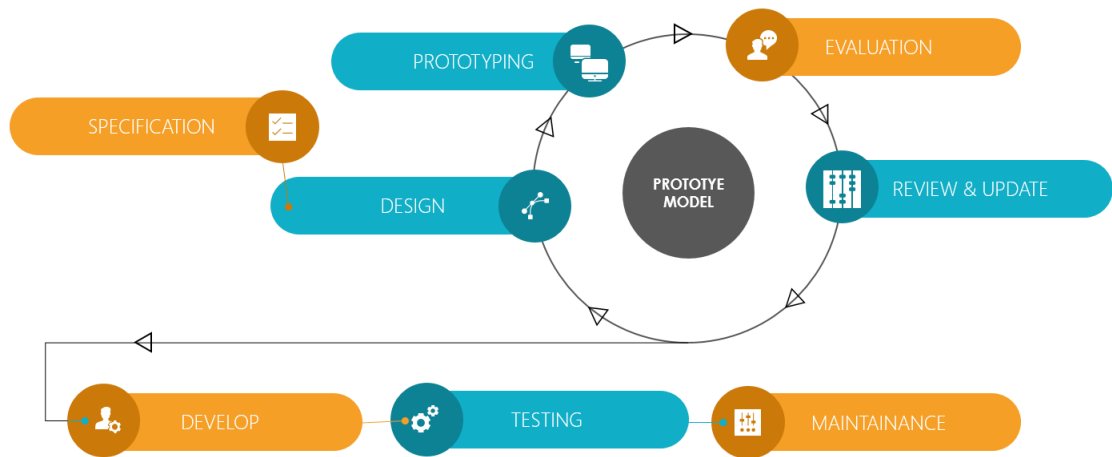 PROTOTYPING
EVALUATION
SPECIFICATION
DESIGN
PROTOTYE
MODEL
REVIEW & UPDATE
DEVELOP
TESTING
MAINTAINANCE